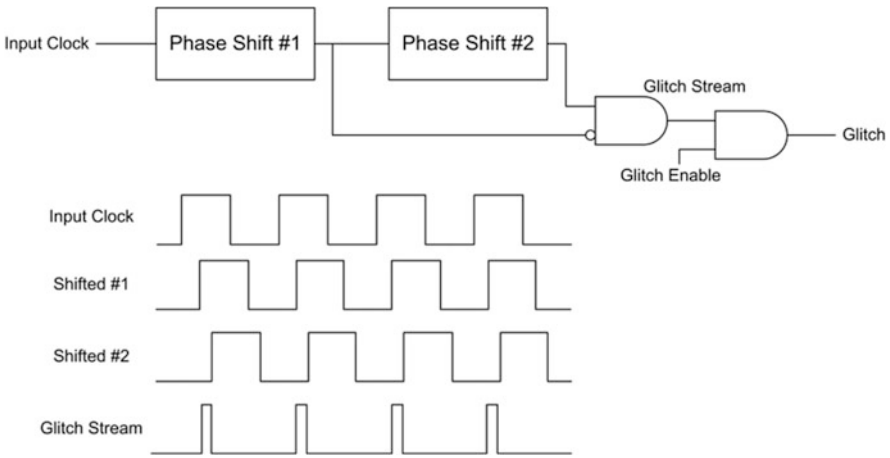 Input Clock
Phase Shift #1
Phase Shift #2
Glitch Stream
Glitch
Glitch Enable
Input Clock
Shifted #1
Shifted #2
Glitch Stream